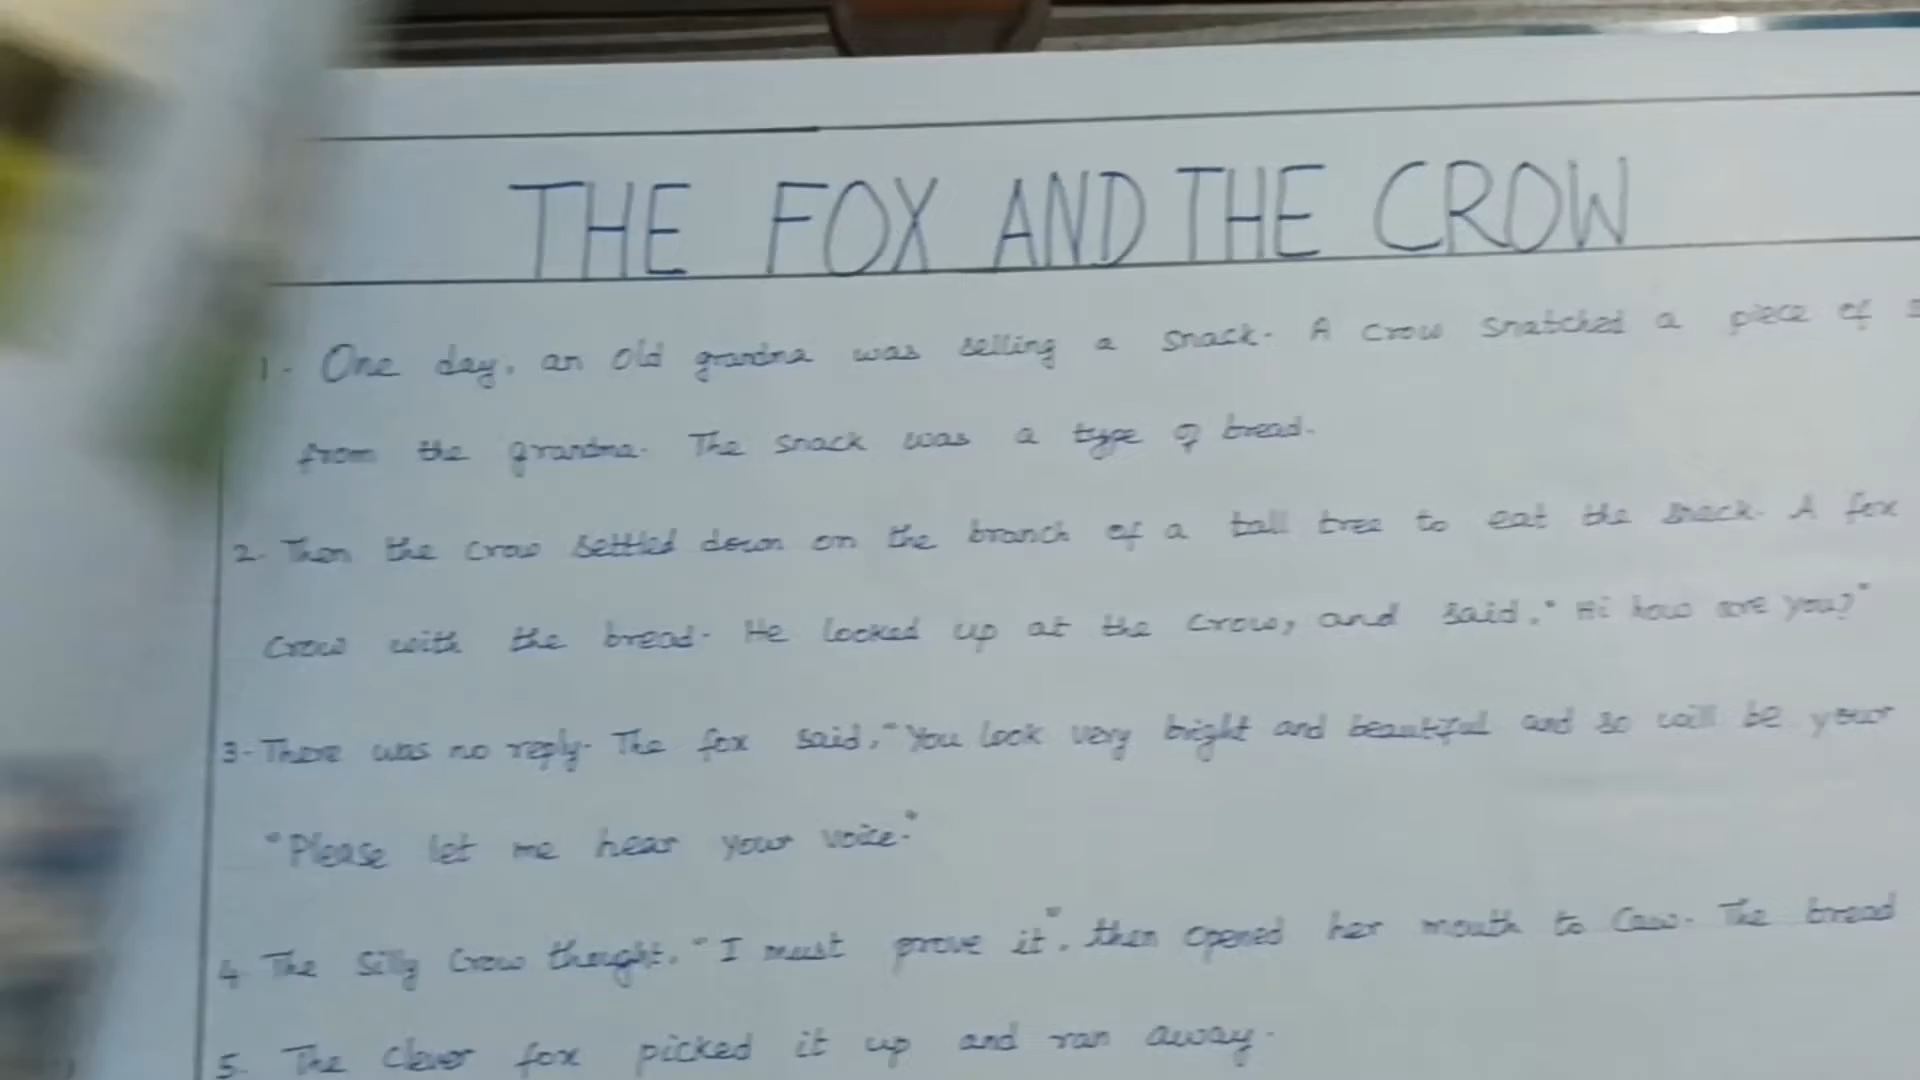 THE FOX AND THE CROW
1. One day, an old grandma was selling a snack. A crow snatched a piece of
from the grandma. The snack was a type of bread.
2. Then the crow settled down on the branch of a tall tree to eat the snack. A fox
crow with the bread. He looked up at the crow, and said, "Hi how are you?"
3. There was no reply. The fox said, "You look very bright and beautiful and so will be your
"Please let me hear your voice."
4. The silly crow thought, "I must prove it", then opened her mouth to Caw. The bread
5. The clever fox picked it up and ran away.